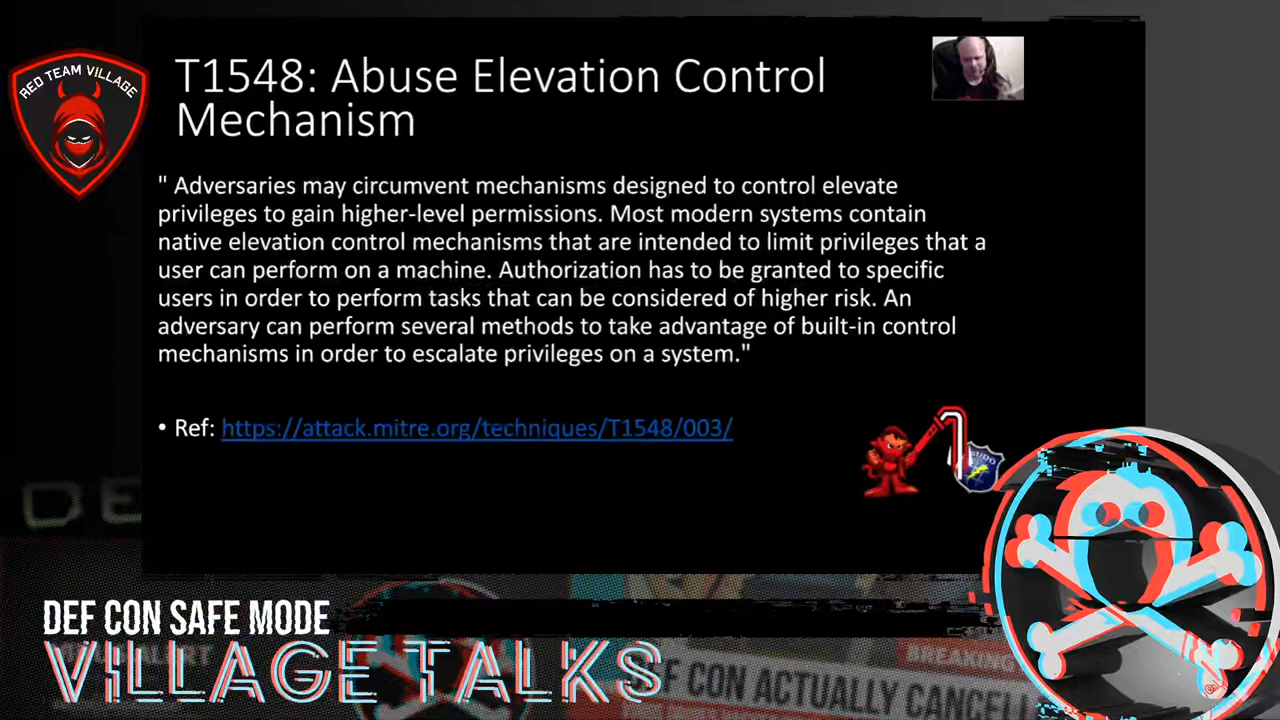 RED TEAM VILLAGE
T1548: Abuse Elevation Control
Mechanism
" Adversaries may circumvent mechanisms designed to control elevate
privileges to gain higher-level permissions. Most modern systems contain
native elevation control mechanisms that are intended to limit privileges that a
user can perform on a machine. Authorization has to be granted to specific
users in order to perform tasks that can be considered of higher risk. An
adversary can perform several methods to take advantage of built-in control
mechanisms in order to escalate privileges on a system."
• Ref: https://attack.mitre.org/techniques/T1548/003/
SUDO
DE
DEF CON SAFE MODE
VILLAGE TALKS
DEF CON ACTUALLY CANCELL